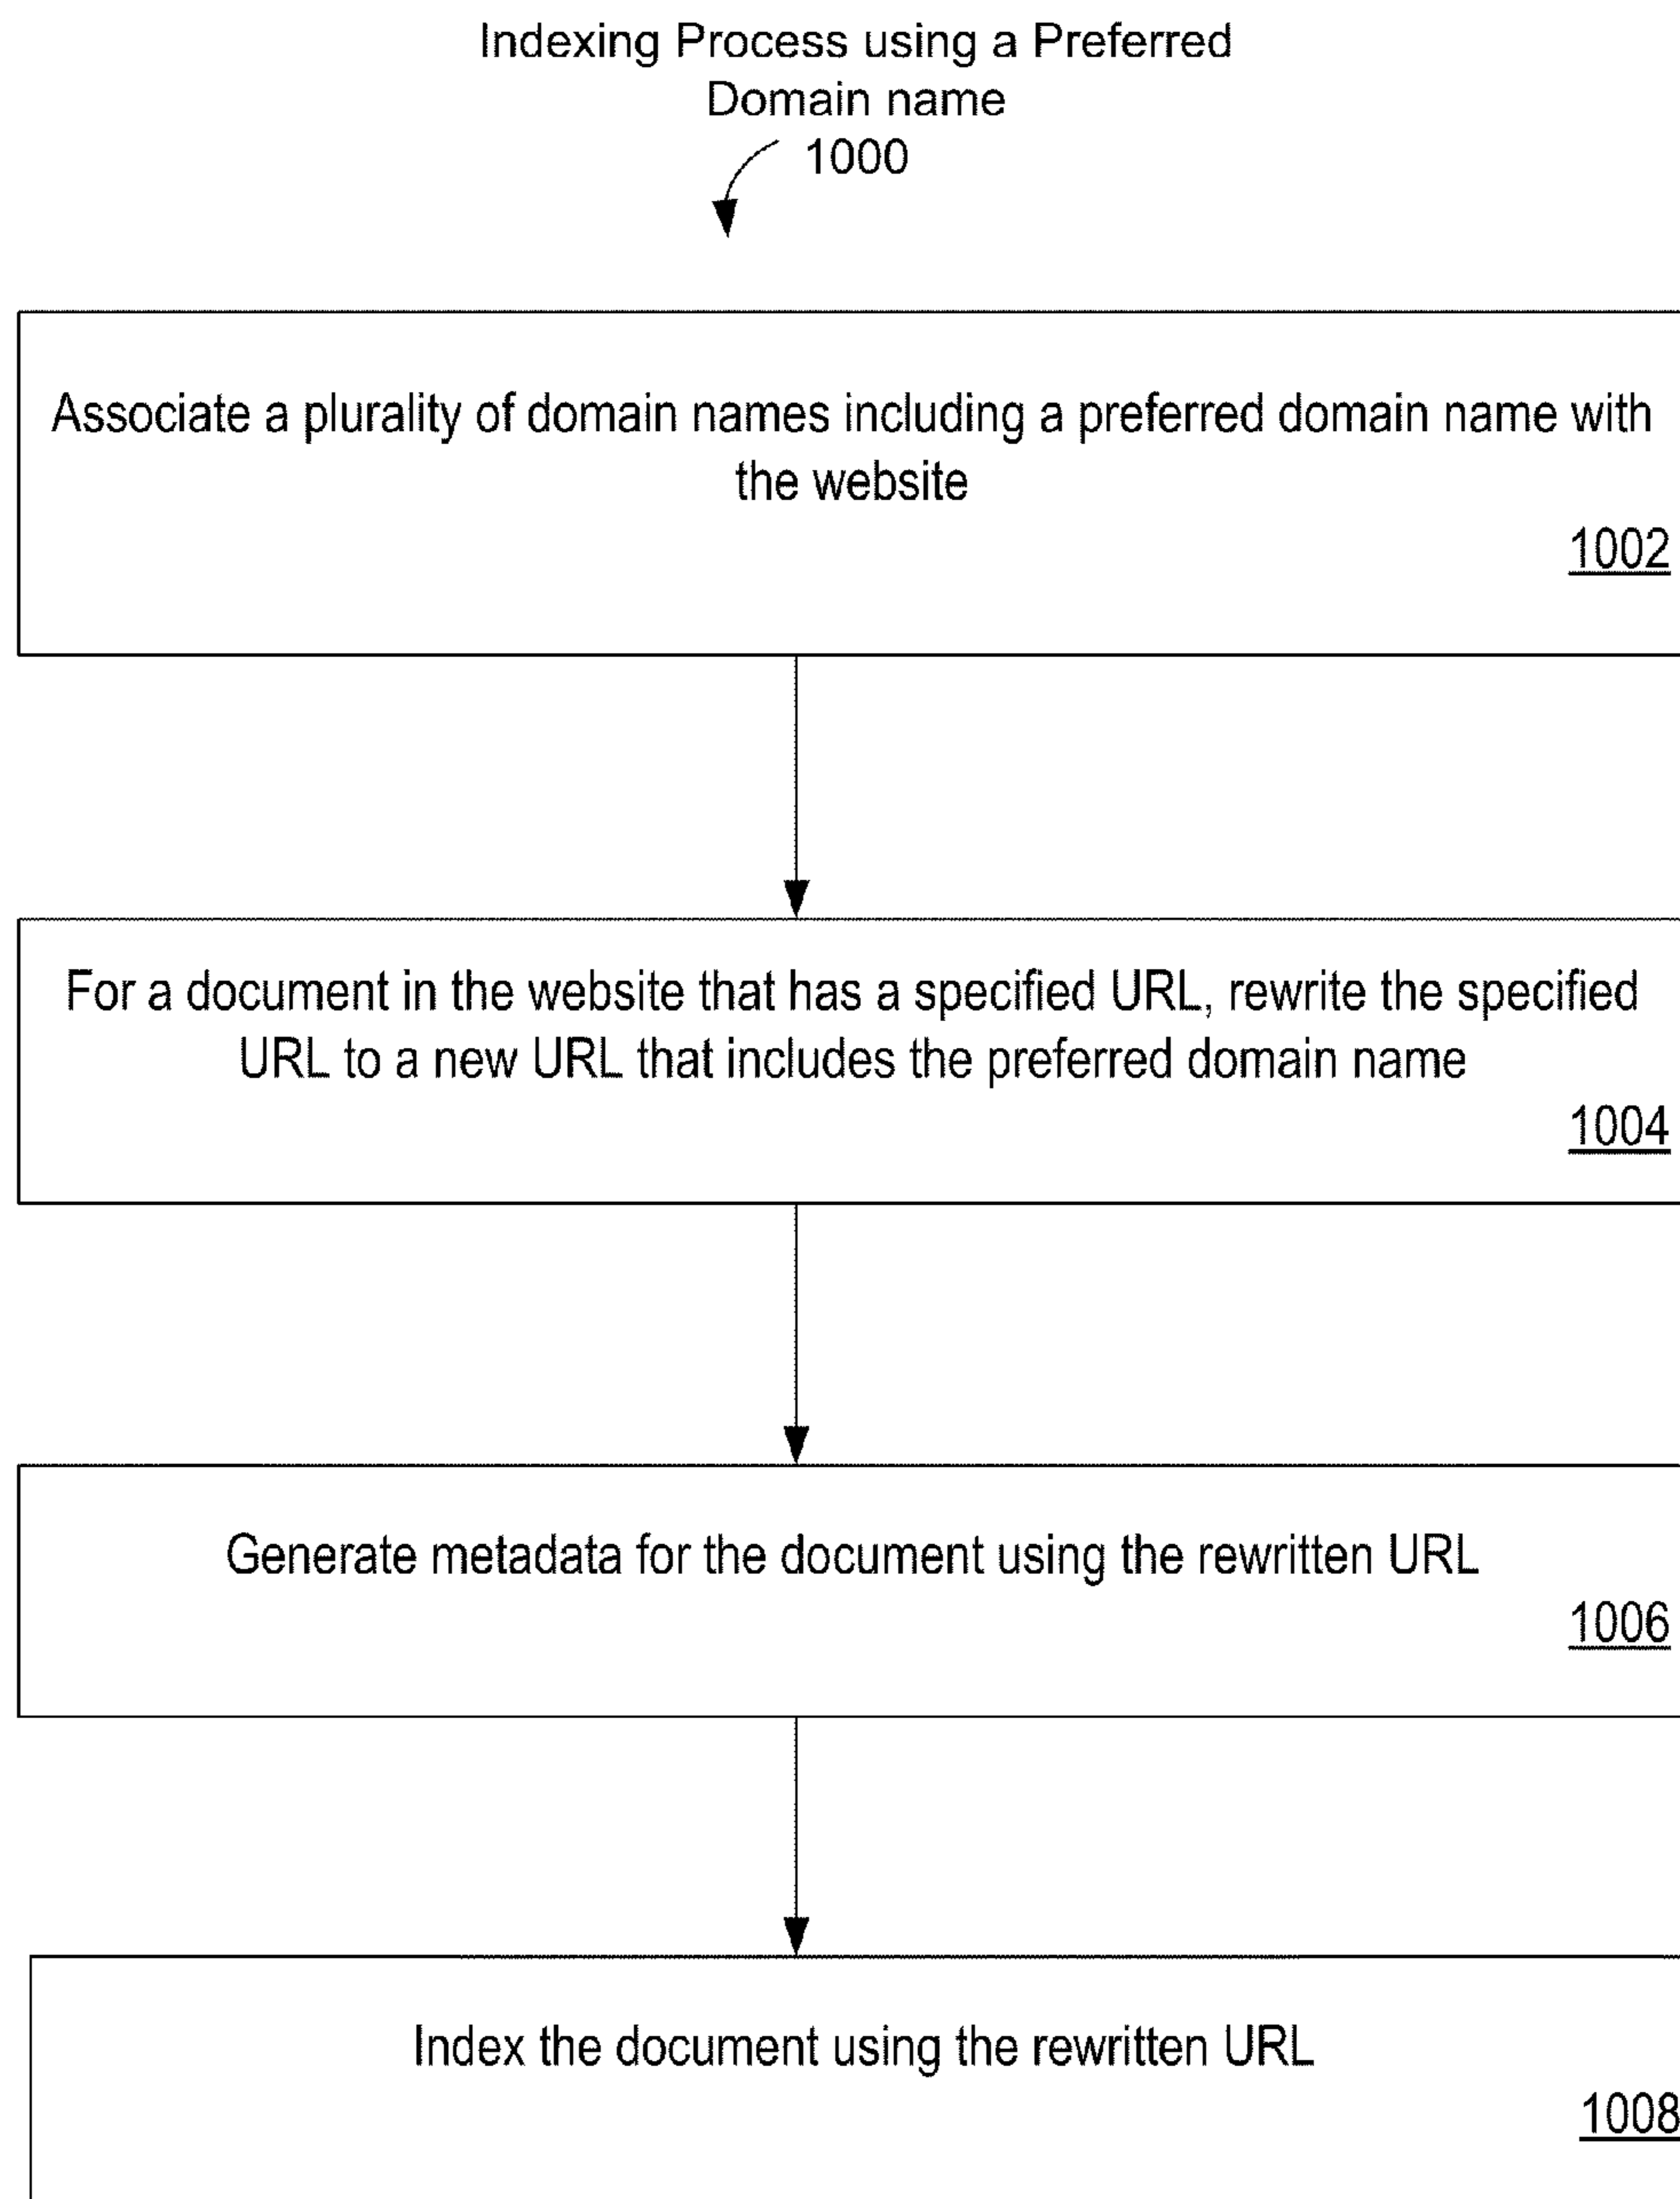 Indexing Process using a Preferred
Domain name
1000
Associate a plurality of domain names including a preferred domain name with
the website
1002
For a document in the website that has a specified URL, rewrite the specified
URL to a new URL that includes the preferred domain name
1004
Generate metadata for the document using the rewritten URL
1006
Index the document using the rewritten URL
1008